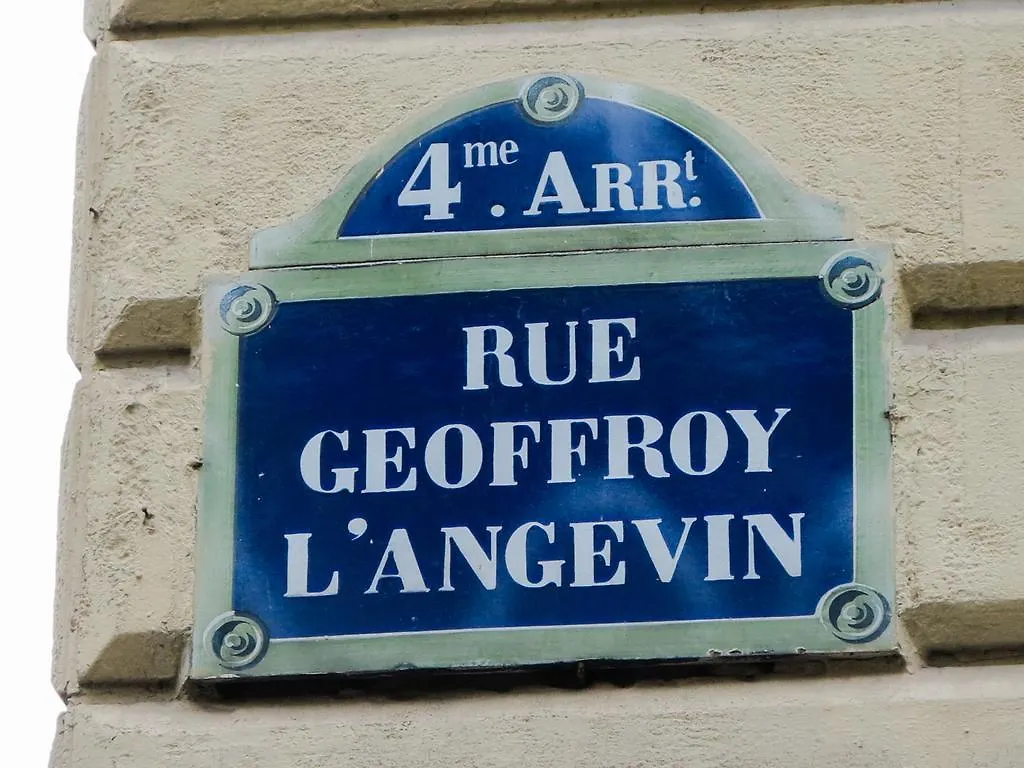 4me. ARRt.
RUE
GEOFFROY
L'ANGEVIN